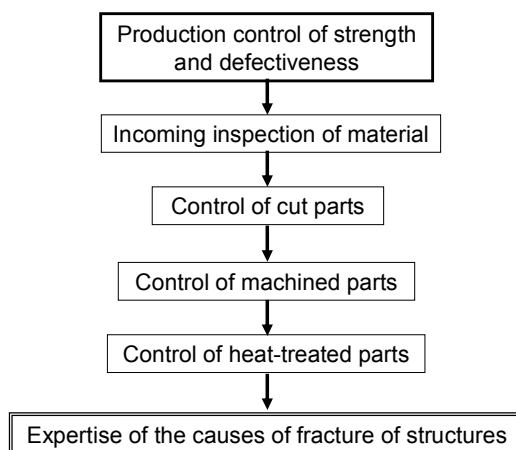 Production control of strength
and defectiveness
Incoming inspection of material
Control of cut parts
Control of machined parts
Control of heat-treated parts
Expertise of the causes of fracture of structures